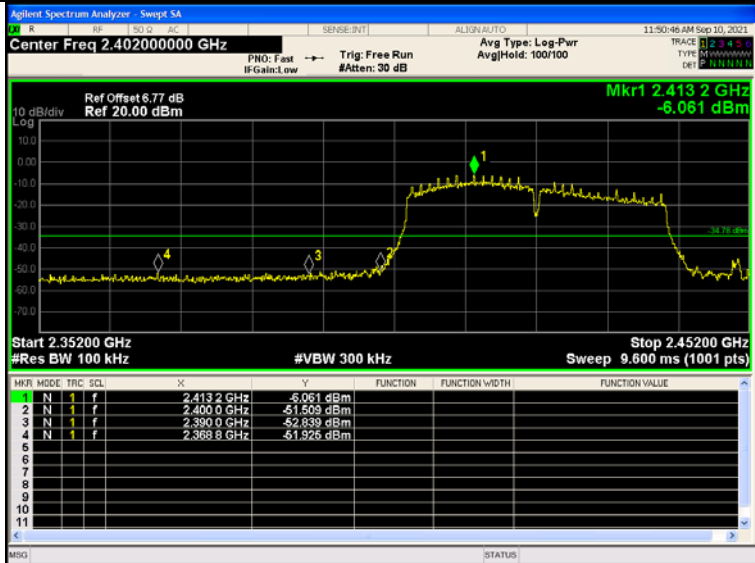 Agilent Spectrum Analyzer - Swept SA
R RF 50 Ω AC SENSE:INT ALIGNAUTO 11:50:46 AM Sep 10, 2021
Center Freq 2.402000000 GHz
PNO: Fast
IFGain:Low
Trig: Free Run
#Atten: 30 dB
Avg Type: Log-Pwr
Avg|Hold: 100/100
TRACE 1 2 3 4 5 6
TYPE M
DET P N N N N N
Ref Offset 6.77 dB
Ref 20.00 dBm
10 dB/div
Log
Mkr1 2.413 2 GHz
-6.061 dBm
10.0
0.00
-10.0
-20.0
-30.0
-40.0
-50.0
-60.0
-70.0
1
2
3
4
-34.78 dBm
Start 2.35200 GHz
Stop 2.45200 GHz
#Res BW 100 kHz
#VBW 300 kHz
Sweep 9.600 ms (1001 pts)
MKR MODE TRC SCL X Y FUNCTION FUNCTION WIDTH FUNCTION VALUE
1 N 1 f 2.413 2 GHz -6.061 dBm
2 N 1 f 2.400 0 GHz -51.509 dBm
3 N 1 f 2.390 0 GHz -52.839 dBm
4 N 1 f 2.368 8 GHz -51.925 dBm
5
6
7
8
9
10
11
MSG STATUS